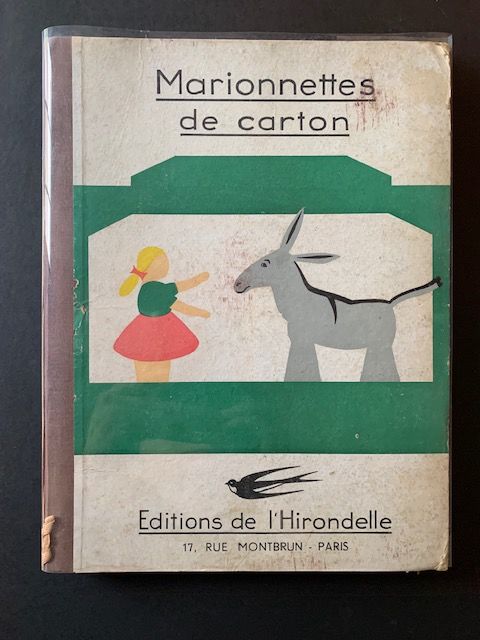 Marionnettes
de carton
Editions de l'Hirondelle
17, RUE MONTBRUN - PARIS